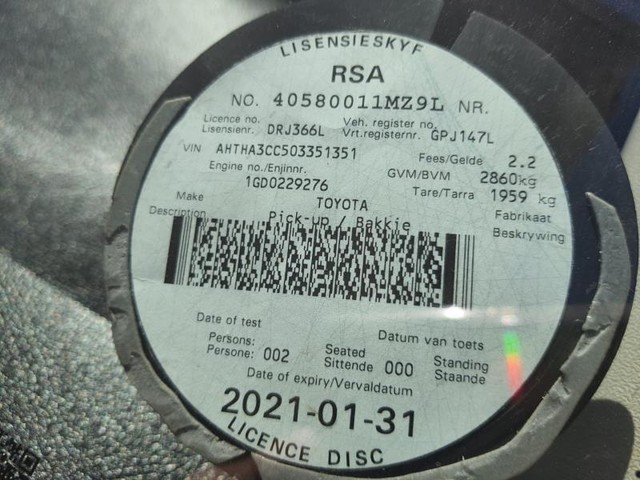 LISENSIESKYF
RSA
NO. 40580011MZ9L NR.
Licence no. Veh. register no.
Lisensienr. DRJ366L Vrt.registernr. GPJ147L
VIN AHTHA3CC503351351 Fees/Gelde 2.2
Engine no./Enjinnr. GVM/BVM 2860kg
1GD0229276 Tare/Tarra 1959 kg
Make TOYOTA Fabrikaat
Description Pick-up / Bakkie Beskrywing
Date of test Datum van toets
Persons: Seated Standing
Persone: 002 Sittende 000 Staande
Date of expiry/Vervaldatum
2021-01-31
LICENCE DISC